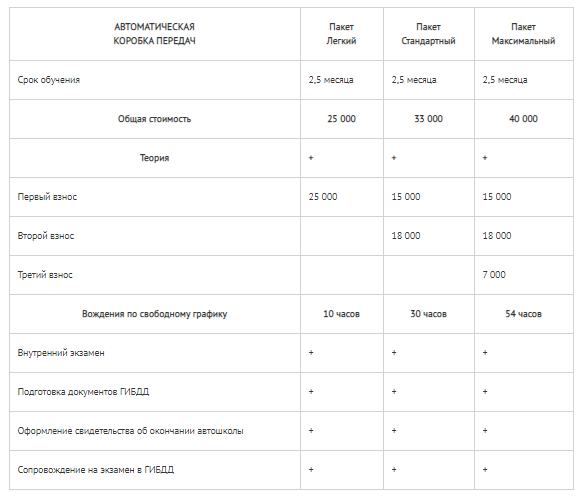 АВТОМАТИЧЕСКАЯ
КОРОБКА ПЕРЕДАЧ
Пакет
Легкий
Пакет
Стандартный
Пакет
Максимальный
Срок обучения 2,5 месяца 2,5 месяца 2,5 месяца
Общая стоимость 25 000 33 000 40 000
Теория + + +
Первый взнос 25 000 15 000 15 000
Второй взнос 18 000 18 000
Третий взнос 7 000
Вождения по свободному графику 10 часов 30 часов 54 часов
Внутренний экзамен + + +
Подготовка документов ГИБДД + + +
Оформление свидетельства об окончании автошколы + + +
Сопровождение на экзамен в ГИБДД + + +